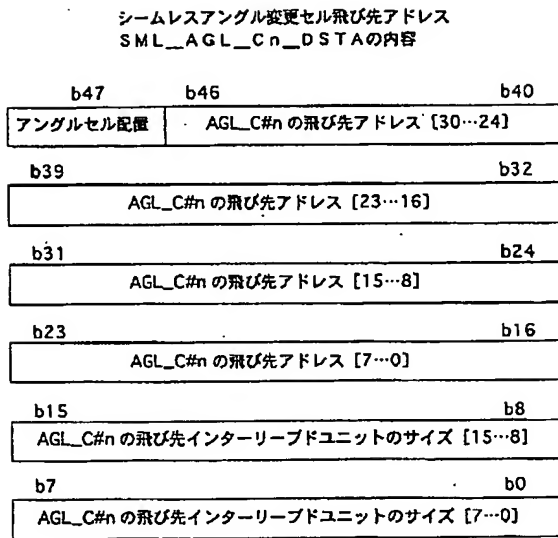 シームレスアングル変更セル飛び先アドレス
SML__AGL__Cn__DSTAの内容
b47 b46 b40
アングルセル配置 AGL_C#n の飛び先アドレス [30…24]
b39 b32
AGL_C#n の飛び先アドレス [23…16]
b31 b24
AGL_C#n の飛び先アドレス [15…8]
b23 b16
AGL_C#n の飛び先アドレス [7…0]
b15 b8
AGL_C#n の飛び先インターリーブドユニットのサイズ [15…8]
b7 b0
AGL_C#n の飛び先インターリーブドユニットのサイズ [7…0]